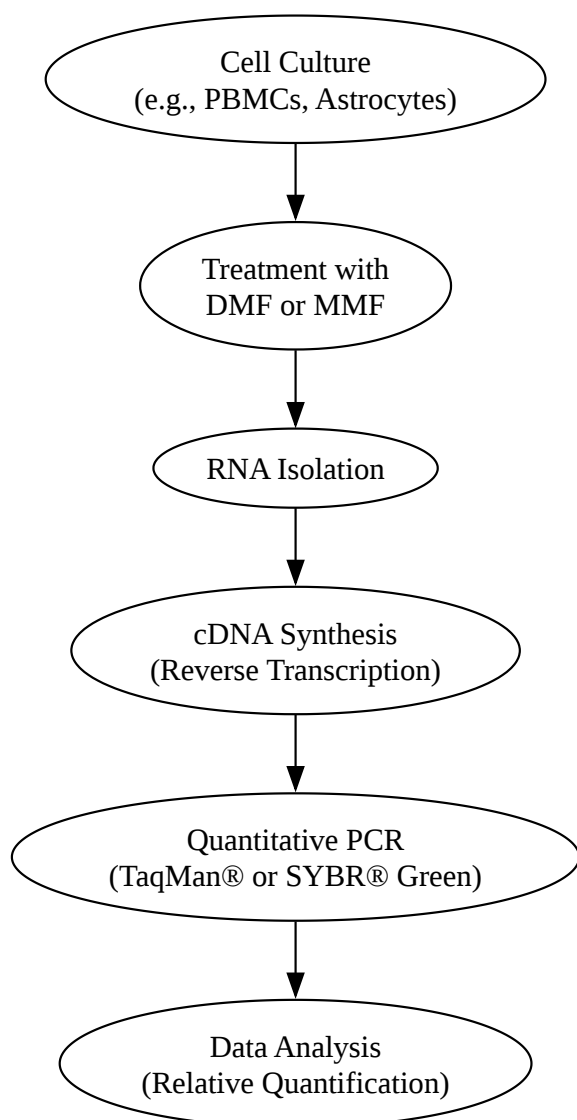 Cell Culture
(e.g., PBMCs, Astrocytes)
Treatment with
DMF or MMF
RNA Isolation
cDNA Synthesis
(Reverse Transcription)
Quantitative PCR
(TaqMan® or SYBR® Green)
Data Analysis
(Relative Quantification)